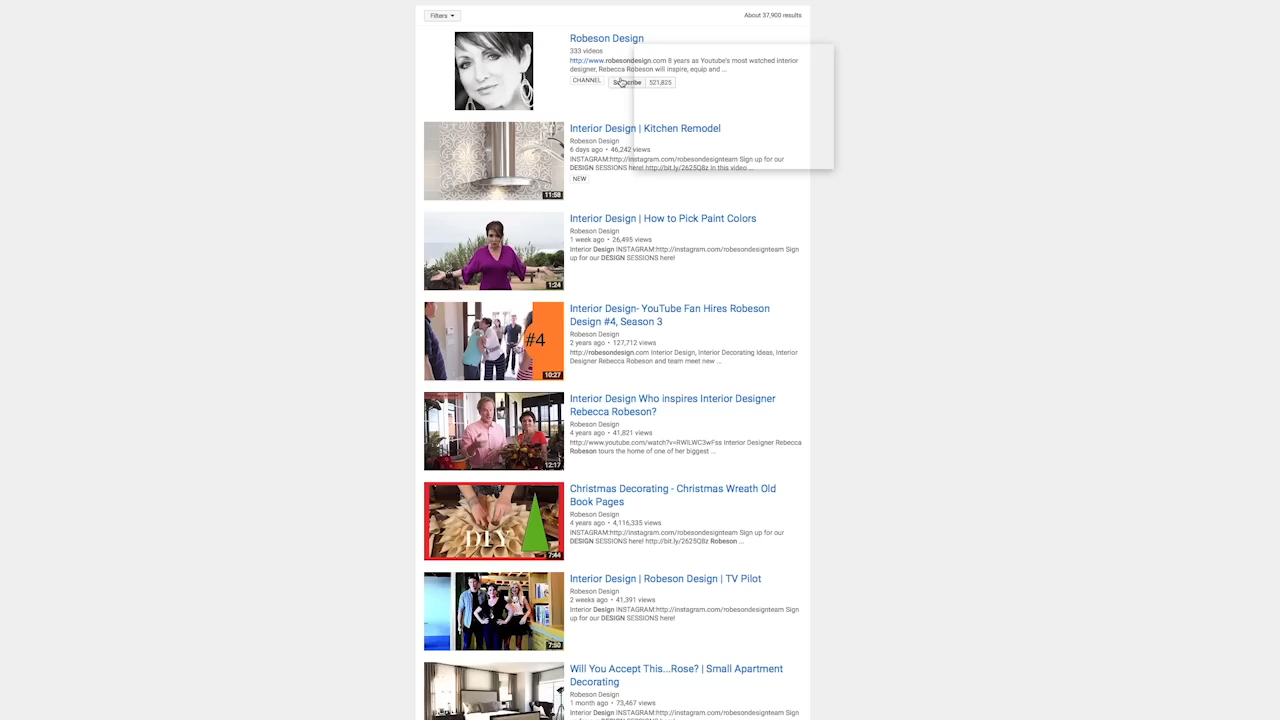 Filters
About 37,900 results
Robeson Design
333 videos
http://www.robesondesign.com 8 years as Youtube's most watched interior
designer, Rebecca Robeson will inspire, equip and ...
CHANNEL
Subscribe 521,825
Interior Design | Kitchen Remodel
Robeson Design
6 days ago • 46,242 views
INSTAGRAM:http://instagram.com/robesondesignteam Sign up for our
DESIGN SESSIONS here! http://bit.ly/2625Q8z In this video ...
NEW
11:58
Interior Design | How to Pick Paint Colors
Robeson Design
1 week ago • 26,495 views
Interior Design INSTAGRAM:http://instagram.com/robesondesignteam Sign
up for our DESIGN SESSIONS here!
1:24
Interior Design- YouTube Fan Hires Robeson
Design #4, Season 3
Robeson Design
2 years ago • 127,712 views
http://robesondesign.com Interior Design, Interior Decorating Ideas, Interior
Designer Rebecca Robeson and team meet new ...
#4
10:27
Interior Design Who inspires Interior Designer
Rebecca Robeson?
Robeson Design
4 years ago • 41,821 views
http://www.youtube.com/watch?v=RWILWC3wFss Interior Designer Rebecca
Robeson tours the home of one of her biggest ...
12:17
Christmas Decorating - Christmas Wreath Old
Book Pages
Robeson Design
4 years ago • 4,116,335 views
INSTAGRAM:http://instagram.com/robesondesignteam Sign up for our
DESIGN SESSIONS here! http://bit.ly/2625Q8z Robeson ...
DIY
7:44
Interior Design | Robeson Design | TV Pilot
Robeson Design
2 weeks ago • 41,391 views
Interior Design INSTAGRAM:http://instagram.com/robesondesignteam Sign
up for our DESIGN SESSIONS here!
7:50
Will You Accept This...Rose? | Small Apartment
Decorating
Robeson Design
1 month ago • 73,467 views
Interior Design INSTAGRAM:http://instagram.com/robesondesignteam Sign